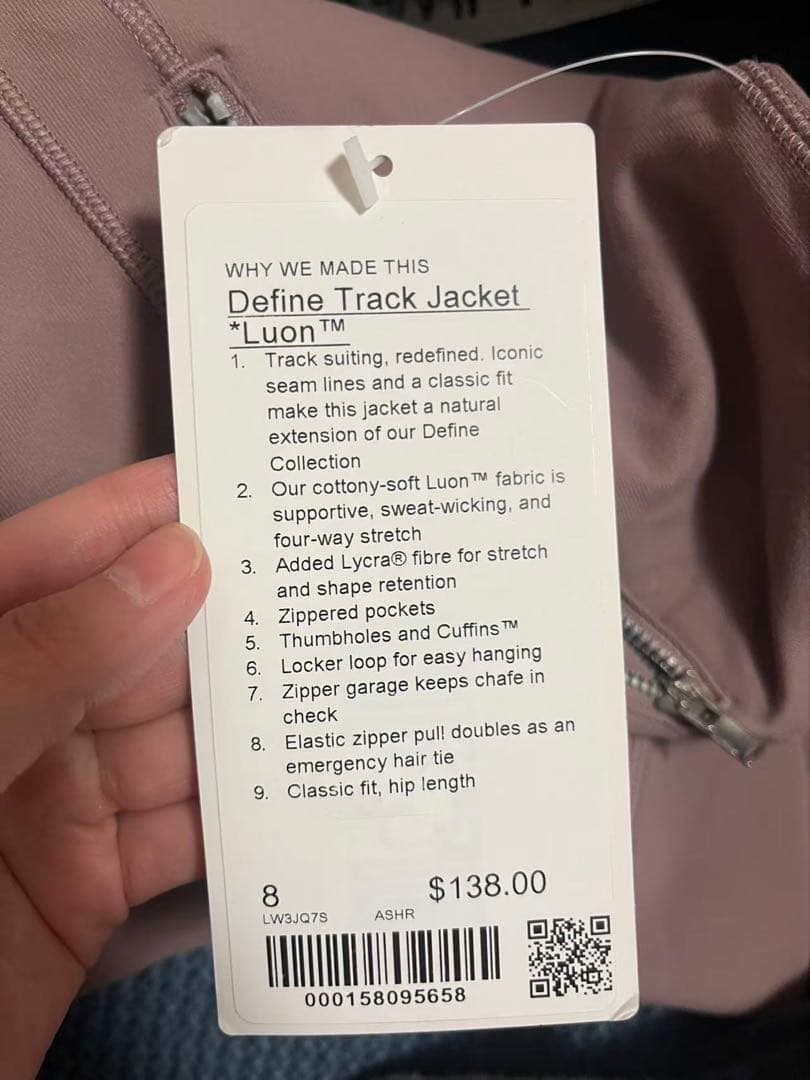 WHY WE MADE THIS
Define Track Jacket
*Luon™
1. Track suiting, redefined. Iconic
seam lines and a classic fit
make this jacket a natural
extension of our Define
Collection
2. Our cottony-soft Luon™ fabric is
supportive, sweat-wicking, and
four-way stretch
3. Added Lycra® fibre for stretch
and shape retention
4. Zippered pockets
5. Thumbholes and Cuffins™
6. Locker loop for easy hanging
7. Zipper garage keeps chafe in
check
8. Elastic zipper pull doubles as an
emergency hair tie
9. Classic fit, hip length
8 $138.00
LW3JQ7S ASHR
000158095658